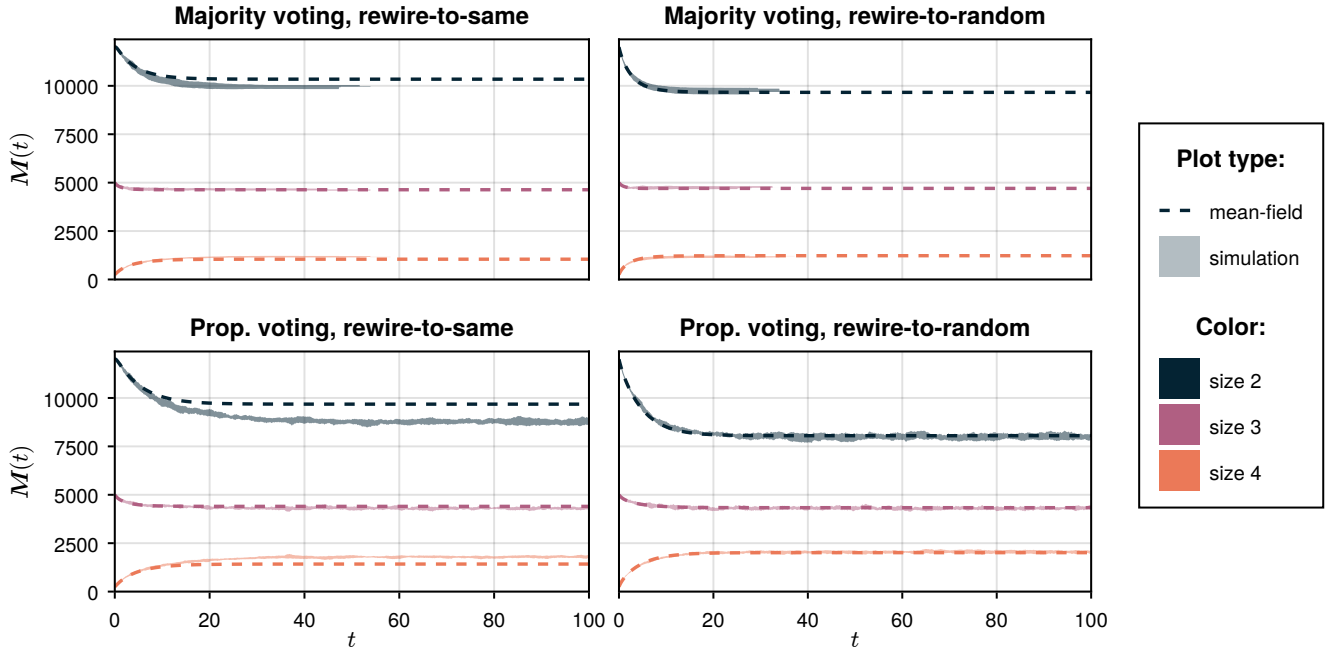 Majority voting, rewire-to-same
Majority voting, rewire-to-random
10000
7500
5000
2500
0
M(t)
Prop. voting, rewire-to-same
Prop. voting, rewire-to-random
10000
7500
5000
2500
0
M(t)
0 20 40 60 80 100
0 20 40 60 80 100
t
t
Plot type:
mean-field
simulation
Color:
size 2
size 3
size 4